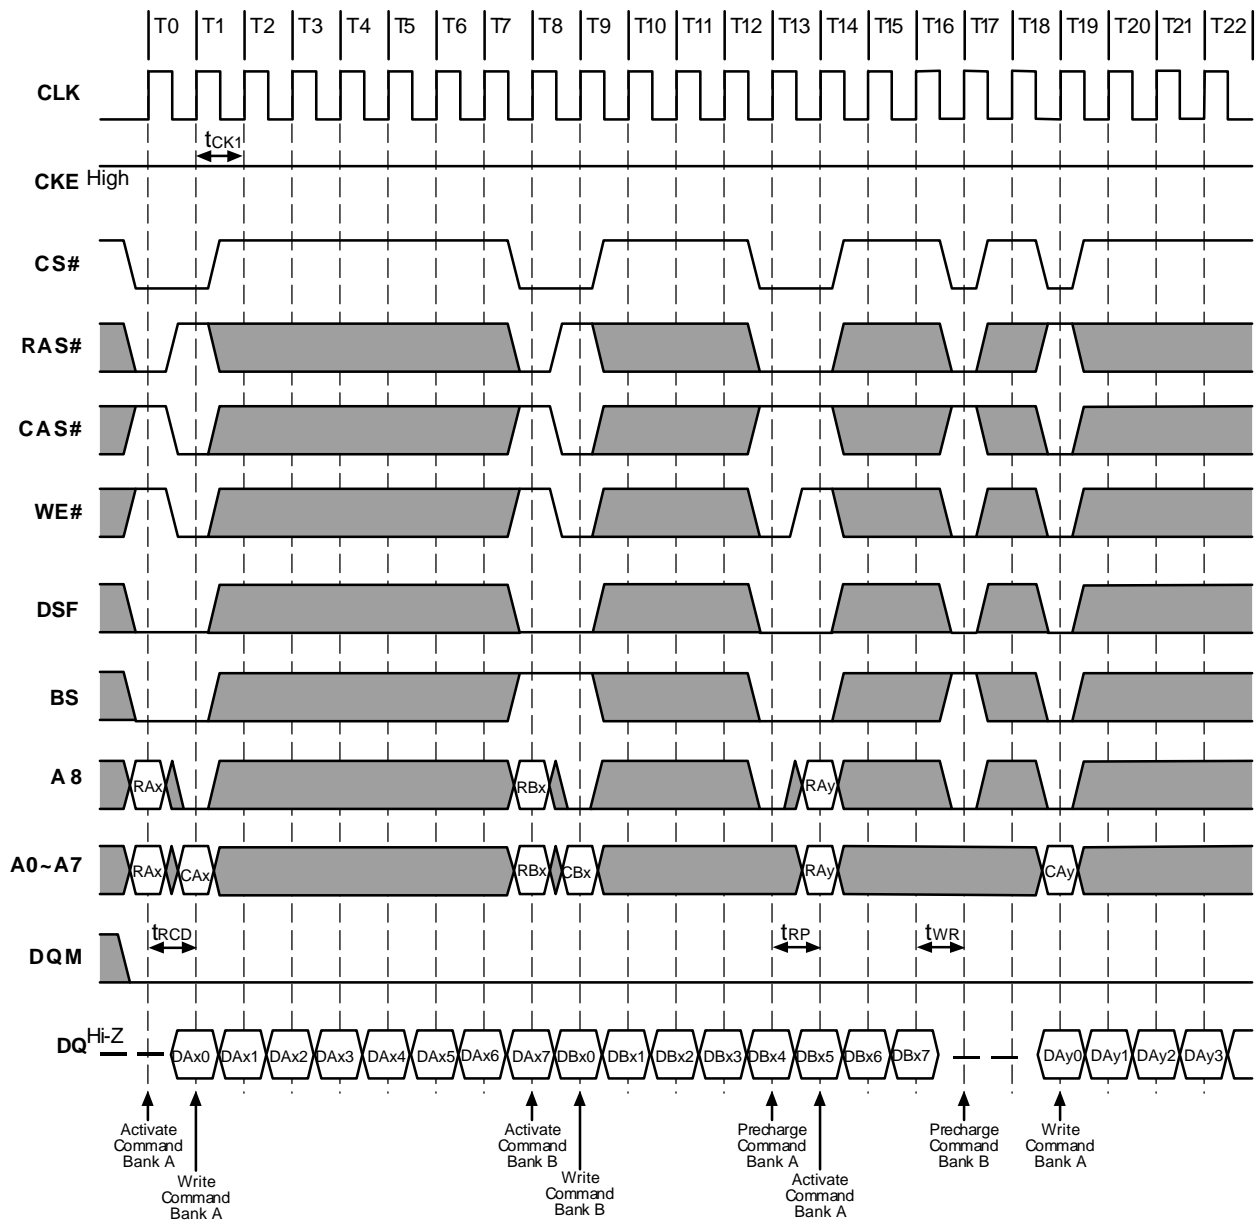 T0 T1 T2 T3 T4 T5 T6 T7 T8 T9 T10 T11 T12 T13 T14 T15 T16 T17 T18 T19 T20 T21 T22
CLK
tCK1
CKE High
CS#
RAS#
CAS#
WE#
DSF
BS
A8 RAx RBx RAy
A0~A7 RAx CAx RBx CBx RAy CAy
tRCD tRP tWR
DQM
DQ Hi-Z DAx0 DAx1 DAx2 DAx3 DAx4 DAx5 DAx6 DAx7 DBx0 DBx1 DBx2 DBx3 DBx4 DBx5 DBx6 DBx7 DAy0 DAy1 DAy2 DAy3
Activate
Command
Bank A
Write
Command
Bank A
Activate
Command
Bank B
Write
Command
Bank B
Precharge
Command
Bank A
Activate
Command
Bank A
Precharge
Command
Bank B
Write
Command
Bank A